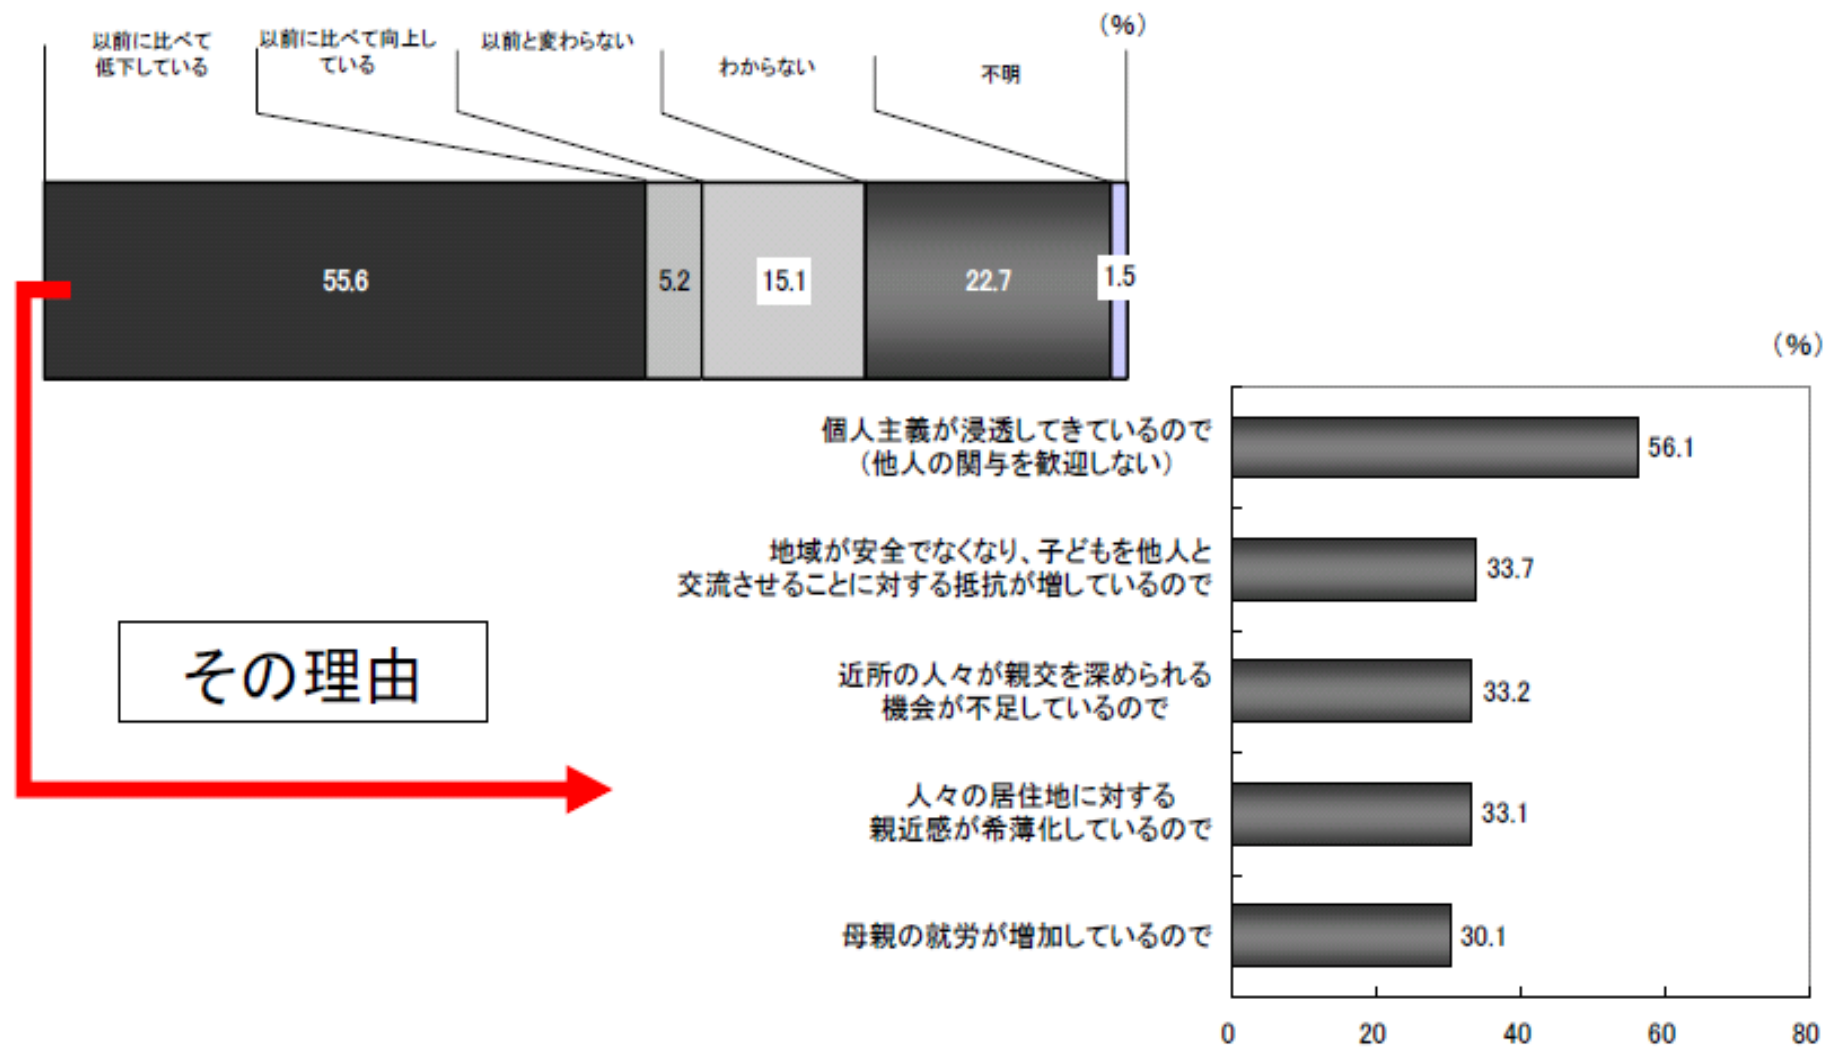 (%)
以前に比べて
低下している
以前に比べて向上し
ている
以前と変わらない
わからない
不明
55.6
5.2
15.1
22.7
1.5
(%)
個人主義が浸透してきているので
(他人の関与を歓迎しない)
56.1
地域が安全でなくなり、子どもを他人と
交流させることに対する抵抗が増しているので
33.7
その理由
近所の人々が親交を深められる
機会が不足しているので
33.2
人々の居住地に対する
親近感が希薄化しているので
33.1
母親の就労が増加しているので
30.1
0 20 40 60 80